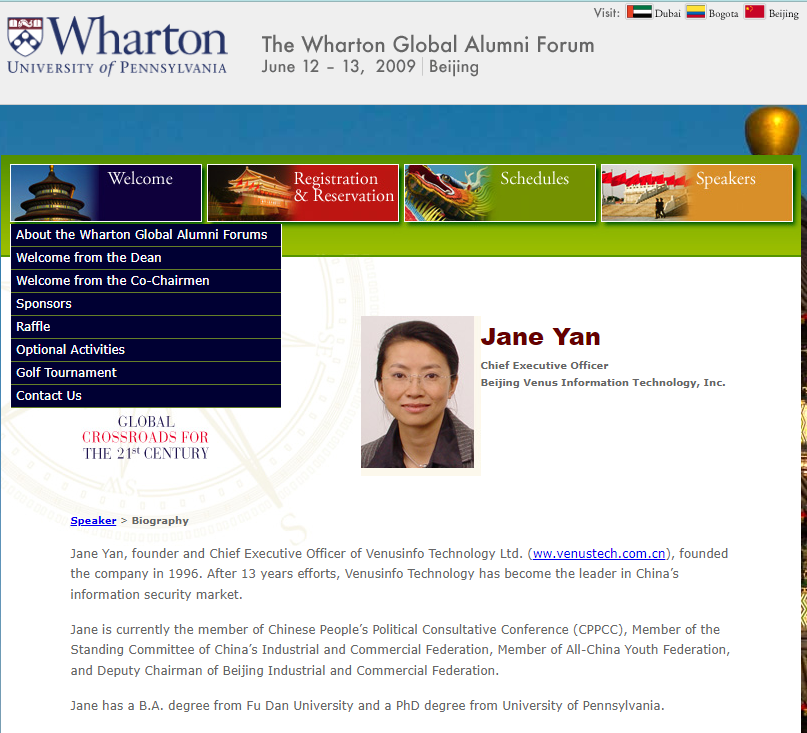 Visit: Dubai Bogota Beijing
Wharton
UNIVERSITY of PENNSYLVANIA
The Wharton Global Alumni Forum
June 12 – 13, 2009 | Beijing
Welcome
Registration
& Reservation
Schedules
Speakers
About the Wharton Global Alumni Forums
Welcome from the Dean
Welcome from the Co-Chairmen
Sponsors
Raffle
Optional Activities
Golf Tournament
Contact Us
GLOBAL
CROSSROADS FOR
THE 21st CENTURY
Jane Yan
Chief Executive Officer
Beijing Venus Information Technology, Inc.
Speaker > Biography
Jane Yan, founder and Chief Executive Officer of Venusinfo Technology Ltd. (ww.venustech.com.cn), founded
the company in 1996. After 13 years efforts, Venusinfo Technology has become the leader in China’s
information security market.
Jane is currently the member of Chinese People’s Political Consultative Conference (CPPCC), Member of the
Standing Committee of China’s Industrial and Commercial Federation, Member of All-China Youth Federation,
and Deputy Chairman of Beijing Industrial and Commercial Federation.
Jane has a B.A. degree from Fu Dan University and a PhD degree from University of Pennsylvania.